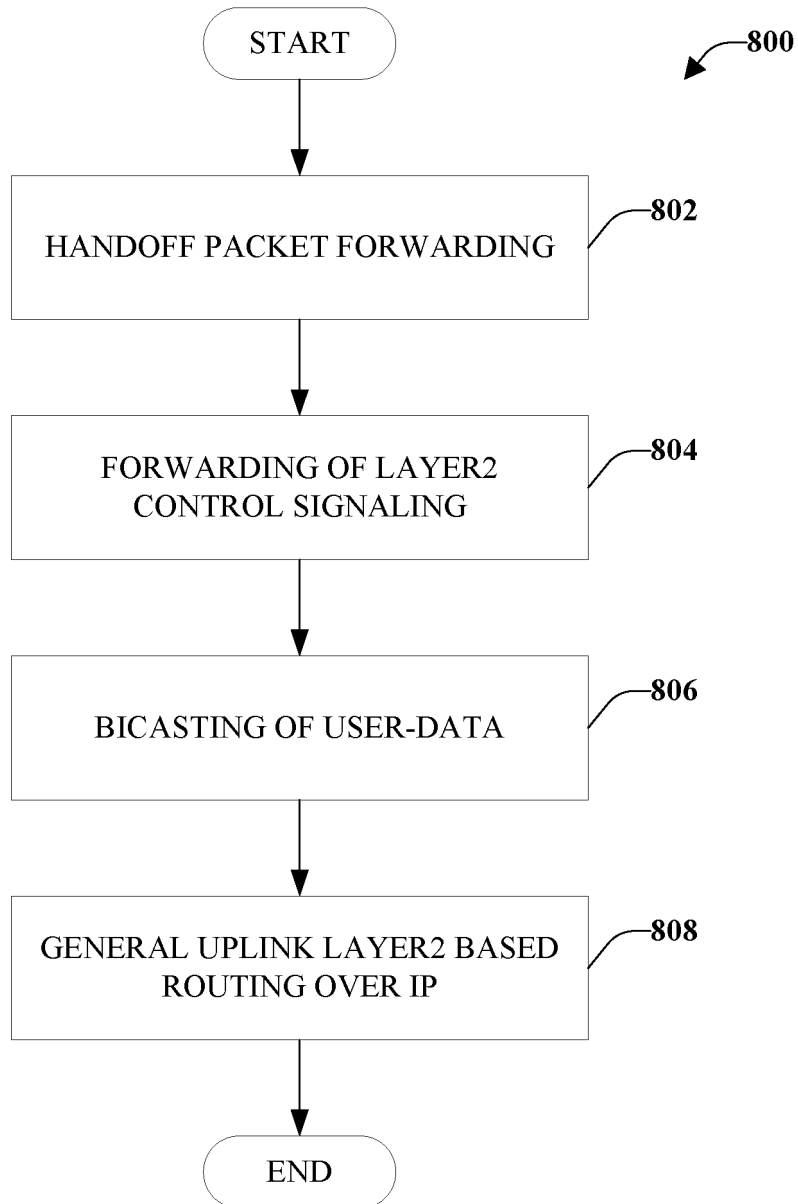 START
800
HANDOFF PACKET FORWARDING
802
FORWARDING OF LAYER2
CONTROL SIGNALING
804
BICASTING OF USER-DATA
806
GENERAL UPLINK LAYER2 BASED
ROUTING OVER IP
808
END